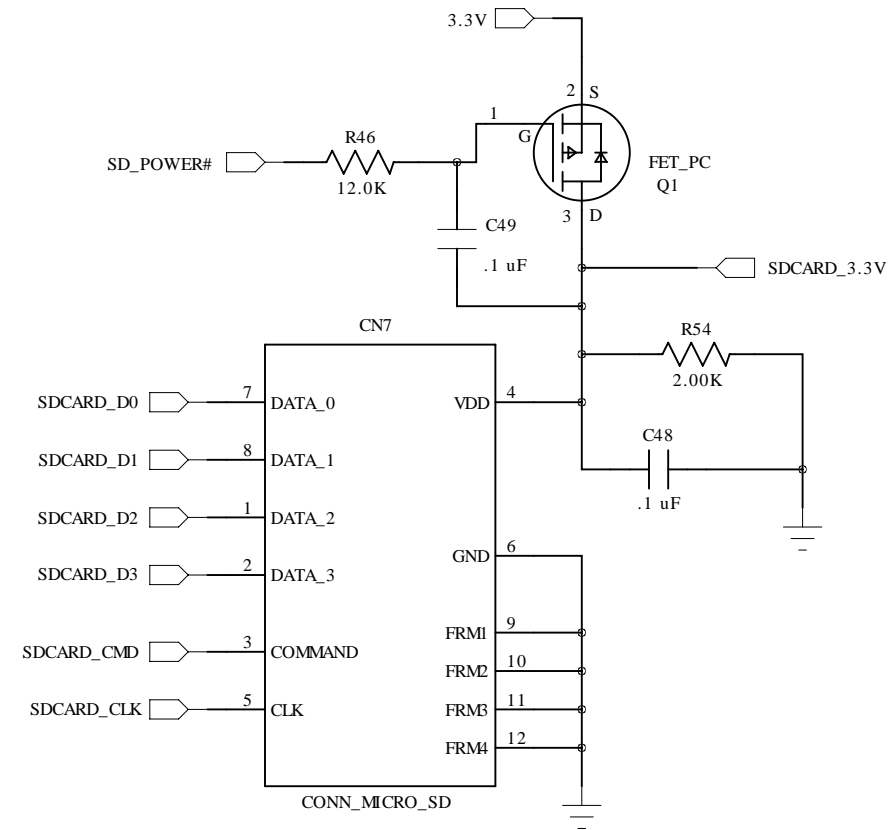 3.3V
2 S
1
G
R46
SD_POWER#
12.0K
FET_PC
Q1
3 D
C49
.1 uF
SDCARD_3.3V
CN7
R54
2.00K
SDCARD_D0
7
DATA_0
VDD
4
C48
.1 uF
SDCARD_D1
8
DATA_1
SDCARD_D2
1
DATA_2
GND
6
SDCARD_D3
2
DATA_3
FRM1
9
SDCARD_CMD
3
COMMAND
FRM2
10
SDCARD_CLK
5
CLK
FRM3
11
FRM4
12
CONN_MICRO_SD